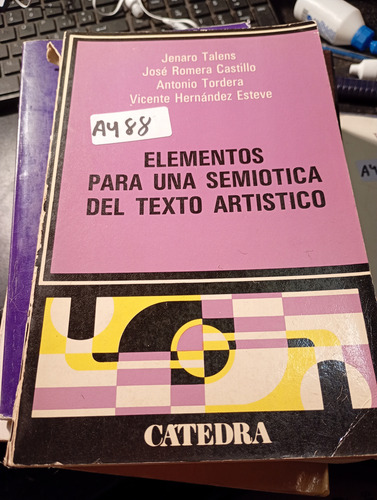 Jenaro Talens
José Romera Castillo
Antonio Tordera
Vicente Hernández Esteve
A488
ELEMENTOS
PARA UNA SEMIOTICA
DEL TEXTO ARTISTICO
CATEDRA